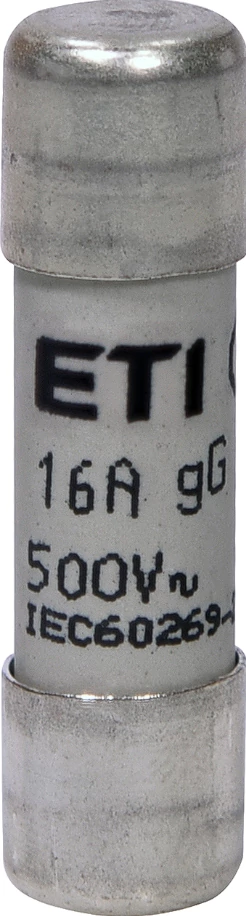 ETI
16A gG
500V~
IEC60269-